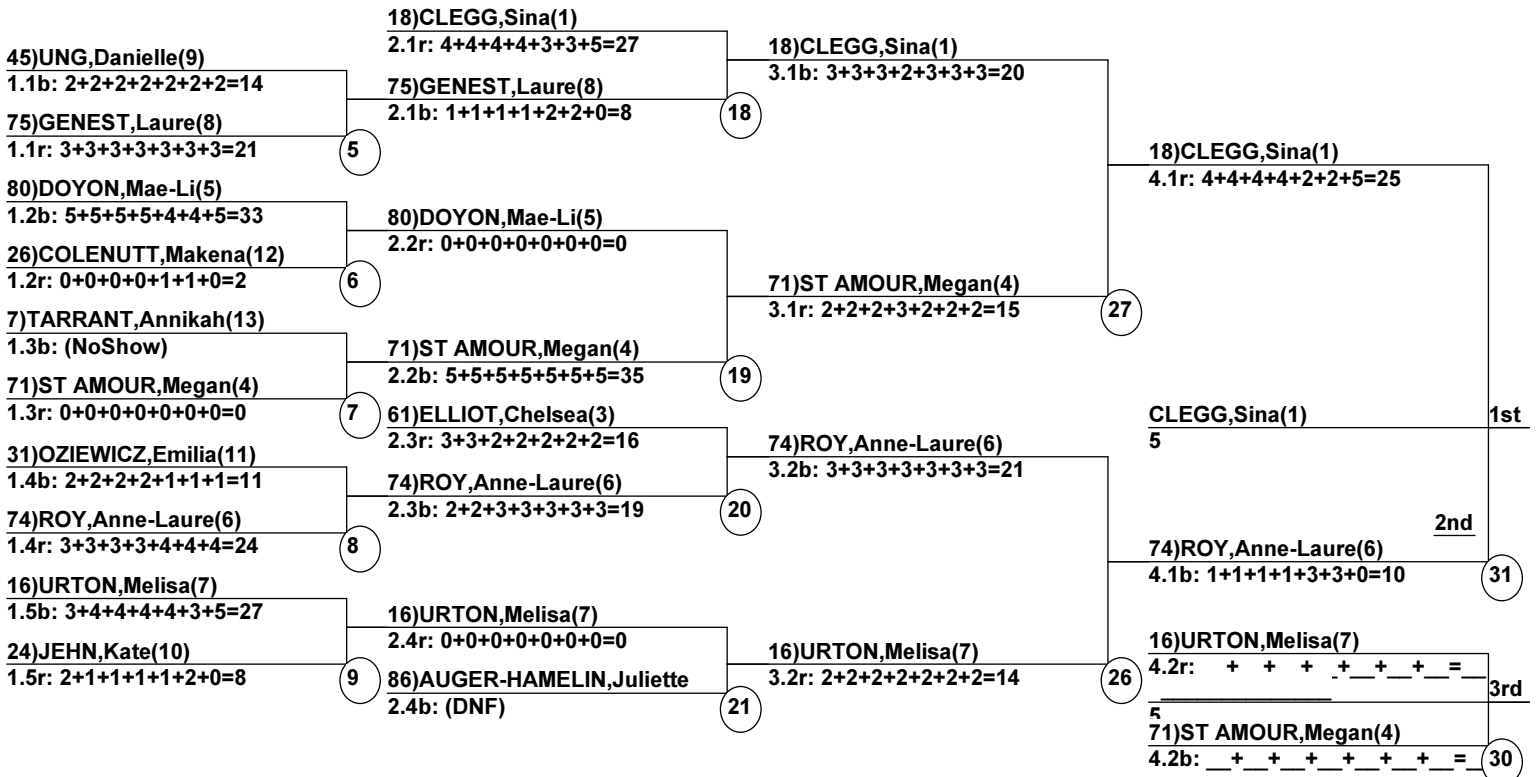 45)UNG,Danielle(9)
1.1b: 2+2+2+2+2+2+2=14
75)GENEST,Laure(8)
1.1r: 3+3+3+3+3+3+3=21
5
80)DOYON,Mae-Li(5)
1.2b: 5+5+5+5+4+4+5=33
26)COLENUTT,Makena(12)
1.2r: 0+0+0+0+1+1+0=2
6
7)TARRANT,Annikah(13)
1.3b: (NoShow)
71)ST AMOUR,Megan(4)
1.3r: 0+0+0+0+0+0+0=0
7
31)OZIEWICZ,Emilia(11)
1.4b: 2+2+2+2+1+1+1=11
74)ROY,Anne-Laure(6)
1.4r: 3+3+3+3+4+4+4=24
8
16)URTON,Melisa(7)
1.5b: 3+4+4+4+4+3+5=27
24)JEHN,Kate(10)
1.5r: 2+1+1+1+1+2+0=8
9
18)CLEGG,Sina(1)
2.1r: 4+4+4+4+3+3+5=27
75)GENEST,Laure(8)
2.1b: 1+1+1+1+2+2+0=8
18
80)DOYON,Mae-Li(5)
2.2r: 0+0+0+0+0+0+0=0
71)ST AMOUR,Megan(4)
2.2b: 5+5+5+5+5+5+5=35
19
61)ELLIOT,Chelsea(3)
2.3r: 3+3+2+2+2+2+2=16
74)ROY,Anne-Laure(6)
2.3b: 2+2+3+3+3+3+3=19
20
16)URTON,Melisa(7)
2.4r: 0+0+0+0+0+0+0=0
86)AUGER-HAMELIN,Juliette
2.4b: (DNF)
21
18)CLEGG,Sina(1)
3.1b: 3+3+3+2+3+3+3=20
71)ST AMOUR,Megan(4)
3.1r: 2+2+2+3+2+2+2=15
27
74)ROY,Anne-Laure(6)
3.2b: 3+3+3+3+3+3+3=21
16)URTON,Melisa(7)
3.2r: 2+2+2+2+2+2+2=14
26
18)CLEGG,Sina(1)
4.1r: 4+4+4+4+2+2+5=25
CLEGG,Sina(1)
1st
5
2nd
74)ROY,Anne-Laure(6)
4.1b: 1+1+1+1+3+3+0=10
31
16)URTON,Melisa(7)
4.2r: + + + _+__+__+__=__
3rd
5
71)ST AMOUR,Megan(4)
4.2b: __+__+__+__+__+__+__=__
30